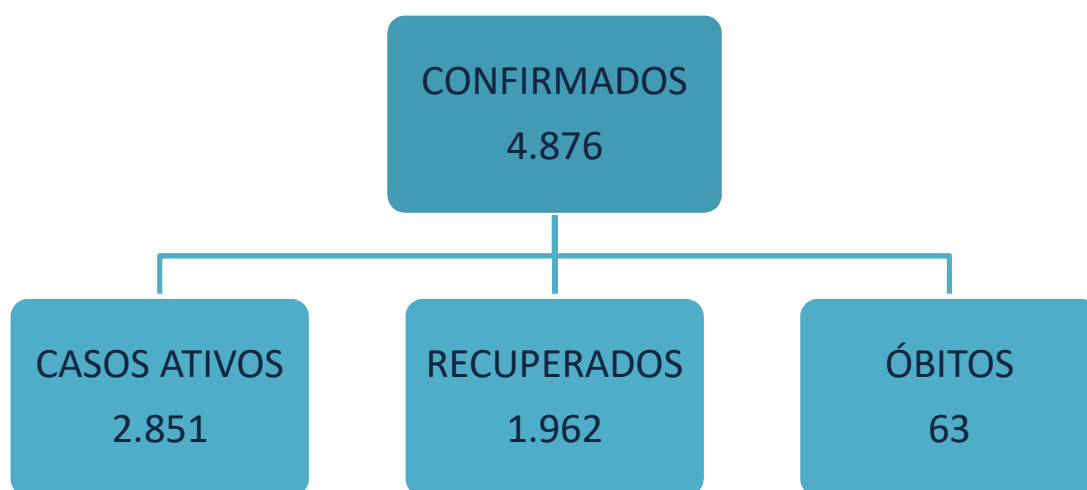 CONFIRMADOS
4.876
CASOS ATIVOS
2.851
RECUPERADOS
1.962
ÓBITOS
63